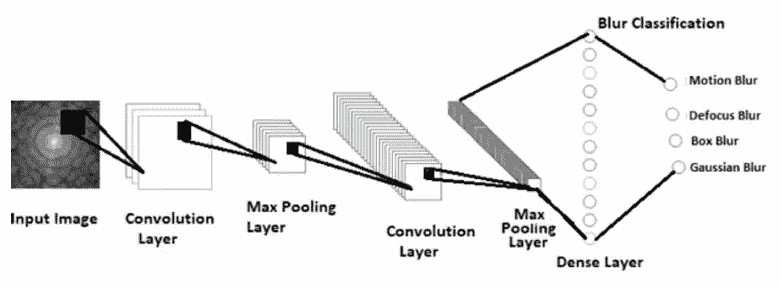 Blur Classification
Motion Blur
Defocus Blur
Box Blur
Gaussian Blur
Input Image
Convolution
Layer
Max Pooling
Layer
Convolution
Layer
Max
Pooling
Layer
Dense Layer